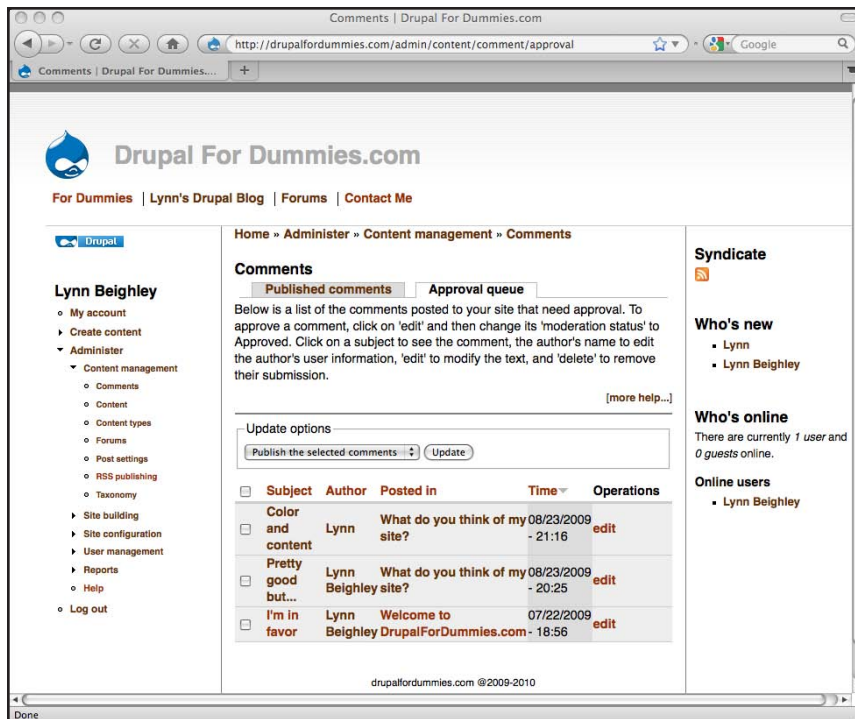 Comments | Drupal For Dummies.com
http://drupalfordummies.com/admin/content/comment/approval
Google
Comments | Drupal For Dummies....
Drupal For Dummies.com
For Dummies | Lynn's Drupal Blog | Forums | Contact Me
Drupal
Lynn Beighley
My account
Create content
Administer
Content management
Comments
Content
Content types
Forums
Post settings
RSS publishing
Taxonomy
Site building
Site configuration
User management
Reports
Help
Log out
Home » Administer » Content management » Comments
Comments
Published comments Approval queue
Below is a list of the comments posted to your site that need approval. To
approve a comment, click on 'edit' and then change its 'moderation status' to
Approved. Click on a subject to see the comment, the author's name to edit
the author's user information, 'edit' to modify the text, and 'delete' to remove
their submission.
[more help...]
Update options
Publish the selected comments Update
Subject Author Posted in Time Operations
Color and content Lynn What do you think of my site? 08/23/2009 - 21:16 edit
Pretty good but... Lynn Beighley What do you think of my site? 08/23/2009 - 20:25 edit
I'm in favor Lynn Beighley Welcome to DrupalForDummies.com 07/22/2009 - 18:56 edit
drupalfordummies.com @2009-2010
Syndicate
Who's new
Lynn
Lynn Beighley
Who's online
There are currently 1 user and
0 guests online.
Online users
Lynn Beighley
Done